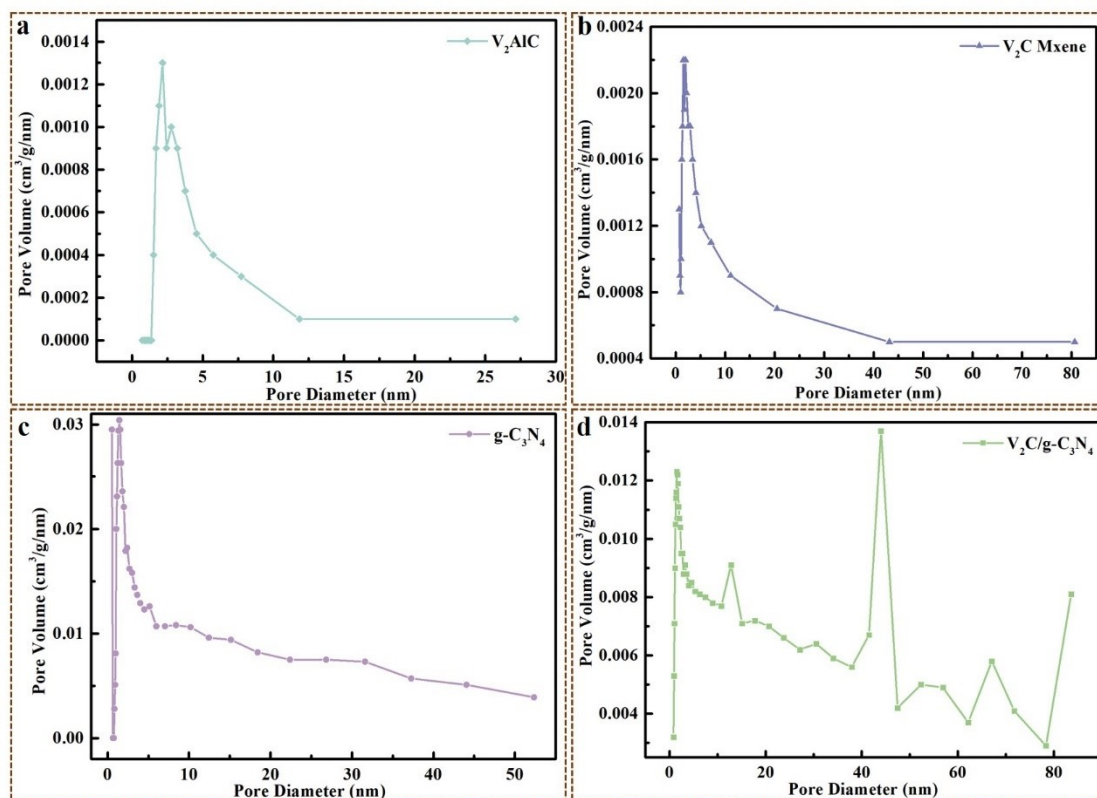 a
V₂AlC
0.0014
0.0012
0.0010
0.0008
0.0006
0.0004
0.0002
0.0000
Pore Volume (cm³/g/nm)
0 5 10 15 20 25 30
Pore Diameter (nm)
b
V₂C Mxene
0.0024
0.0020
0.0016
0.0012
0.0008
0.0004
Pore Volume (cm³/g/nm)
0 10 20 30 40 50 60 70 80
Pore Diameter (nm)
c
g-C₃N₄
0.03
0.02
0.01
0.00
Pore Volume (cm³/g/nm)
0 10 20 30 40 50
Pore Diameter (nm)
d
V₂C/g-C₃N₄
0.014
0.012
0.010
0.008
0.006
0.004
Pore Volume (cm³/g/nm)
0 20 40 60 80
Pore Diameter (nm)